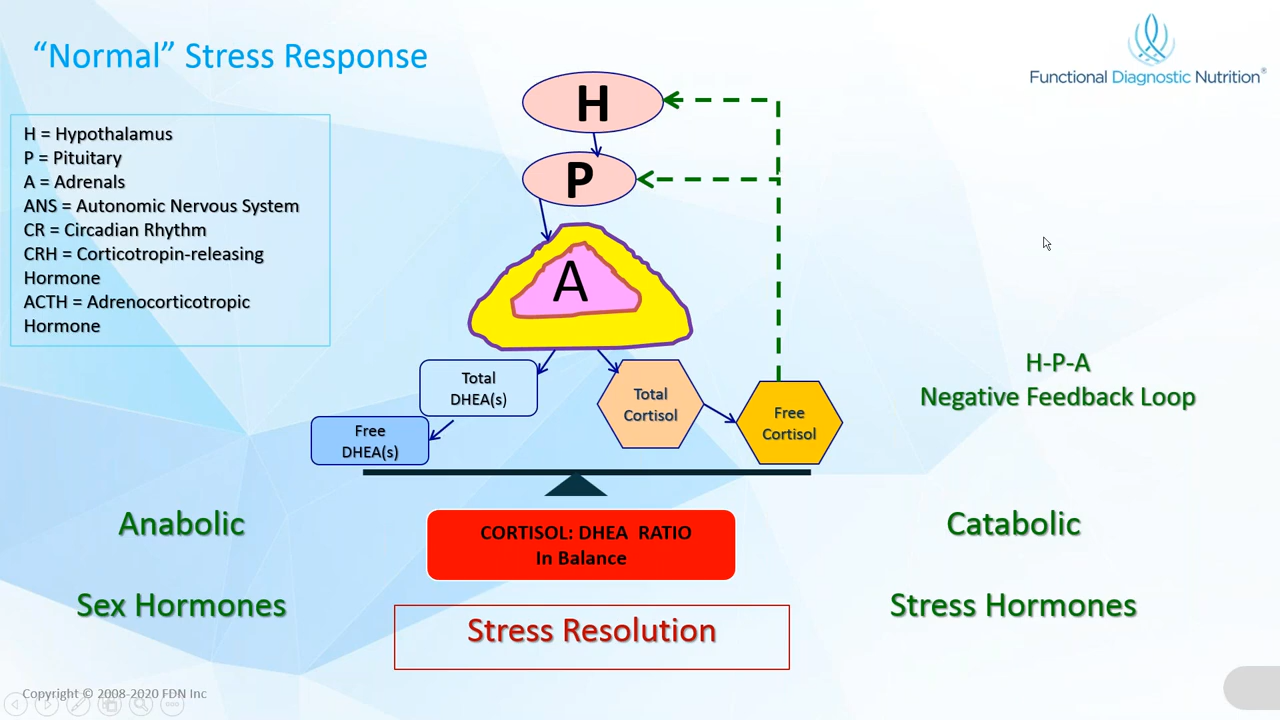 “Normal” Stress Response
Functional Diagnostic Nutrition®
H = Hypothalamus
P = Pituitary
A = Adrenals
ANS = Autonomic Nervous System
CR = Circadian Rhythm
CRH = Corticotropin-releasing
Hormone
ACTH = Adrenocorticotropic
Hormone
H
P
A
Total
DHEA(s)
Free
DHEA(s)
Total
Cortisol
Free
Cortisol
H-P-A
Negative Feedback Loop
Anabolic
Sex Hormones
CORTISOL: DHEA RATIO
In Balance
Stress Resolution
Catabolic
Stress Hormones
Copyright © 2008-2020 FDN Inc